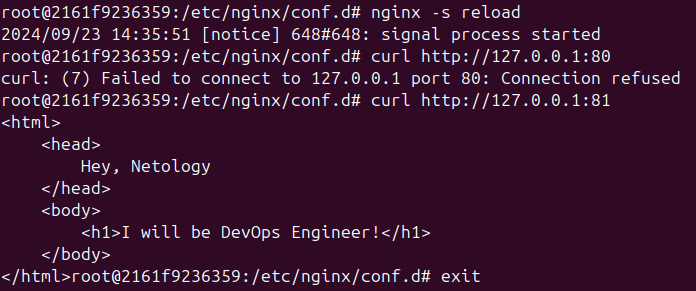 root@2161f9236359:/etc/nginx/conf.d# nginx -s reload
2024/09/23 14:35:51 [notice] 648#648: signal process started
root@2161f9236359:/etc/nginx/conf.d# curl http://127.0.0.1:80
curl: (7) Failed to connect to 127.0.0.1 port 80: Connection refused
root@2161f9236359:/etc/nginx/conf.d# curl http://127.0.0.1:81
<html>
    <head>
        Hey, Netology
    </head>
    <body>
        <h1>I will be DevOps Engineer!</h1>
    </body>
</html>root@2161f9236359:/etc/nginx/conf.d# exit